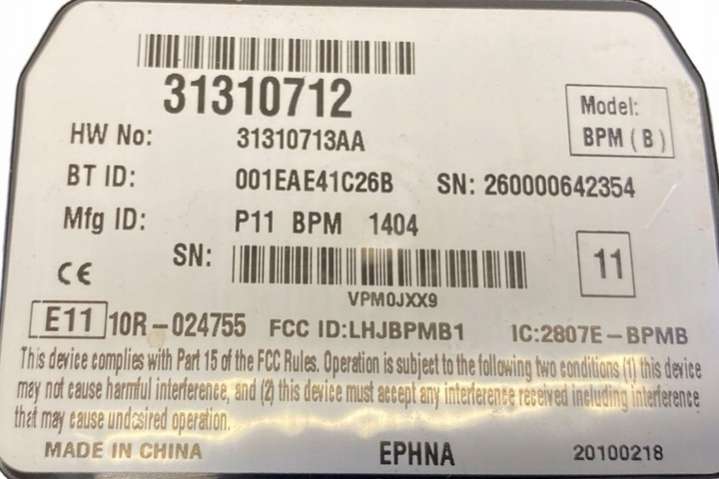 31310712
Model:
BPM (B)
HW No: 31310713AA
BT ID: 001EAE41C26B SN: 260000642354
Mfg ID: P11 BPM 1404
CE SN: 11
VPM0JXX9
E11 10R-024755 FCC ID:LHJBPMB1 IC:2807E-BPMB
This device complies with Part 15 of the FCC Rules. Operation is subject to the following two conditions (1) this device
may not cause harmful interference, and (2) this device must accept any interference received including interference
that may cause undesired operation.
MADE IN CHINA EPHNA 20100218